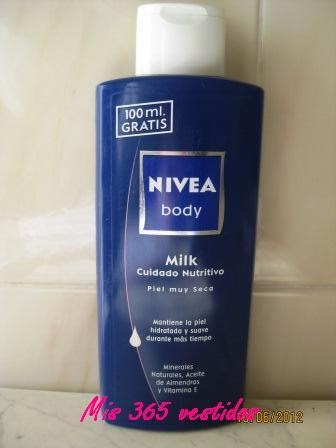 100 ml.
GRATIS
NIVEA
body
Milk
Cuidado Nutritivo
Piel muy Seca
Mantiene la piel
hidratada y suave
durante más tiempo
Minerales
Naturales, Aceite
de Almendras
y Vitamina E
Mis 365 vestidos
/06/2012